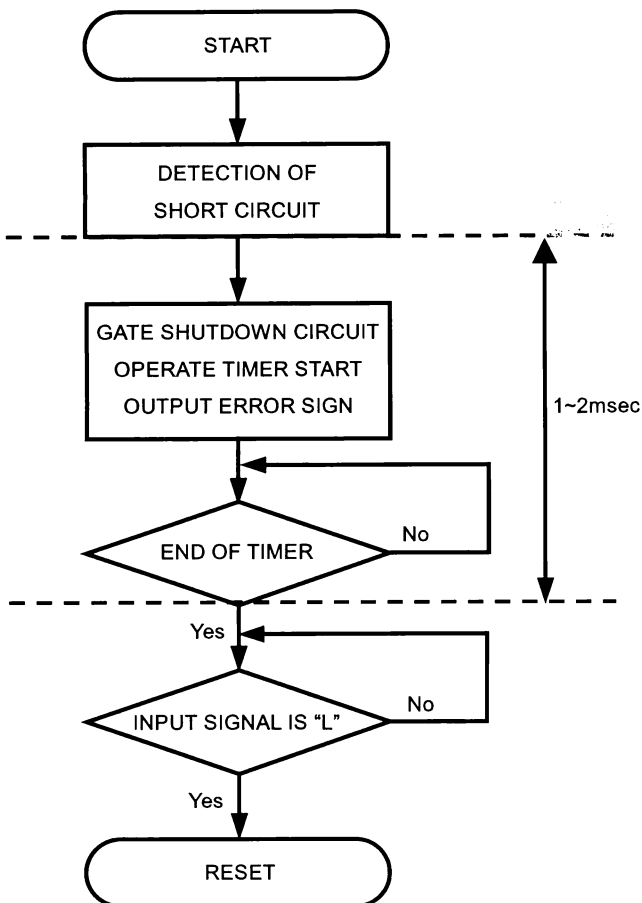 START
DETECTION OF
SHORT CIRCUIT
GATE SHUTDOWN CIRCUIT
OPERATE TIMER START
OUTPUT ERROR SIGN
1~2msec
END OF TIMER
No
Yes
INPUT SIGNAL IS “L”
No
Yes
RESET